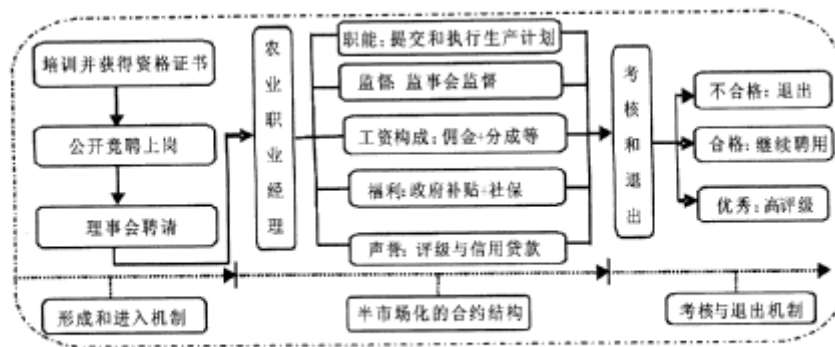 培训并获得资格证书
公开竞聘上岗
理事会聘请
农业职业经理
职能：提交和执行生产计划
监督：监事会监督
工资构成：佣金+分成等
福利：政府补贴+社保
声誉：评级与信用贷款
考核和退出
不合格：退出
合格：继续聘用
优秀：高评级
形成和进入机制
半市场化的合约结构
考核与退出机制